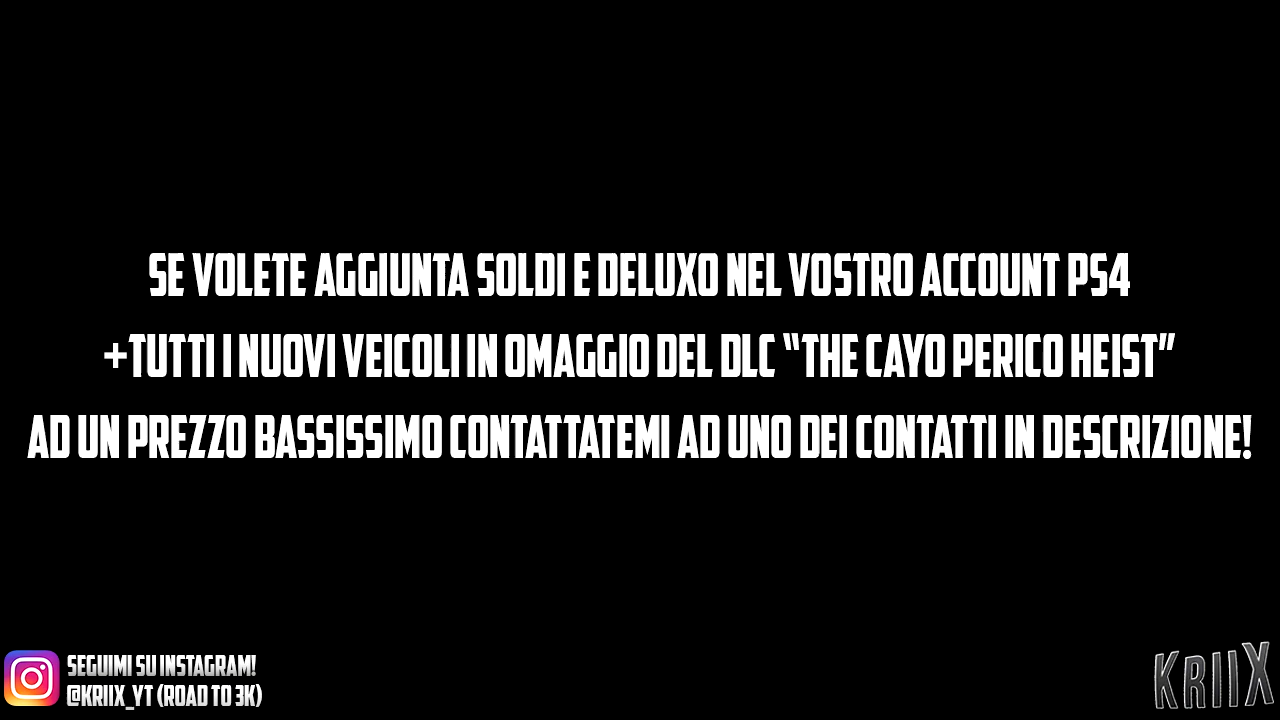 SE VOLETE AGGIUNTA SOLDI E DELUXO NEL VOSTRO ACCOUNT PS4
+TUTTI I NUOVI VEICOLI IN OMAGGIO DEL DLC “THE CAYO PERICO HEIST”
AD UN PREZZO BASSISSIMO CONTATTATEMI AD UNO DEI CONTATTI IN DESCRIZIONE!
SEGUIMI SU INSTAGRAM!
@KRIIX_YT (ROAD TO 3K)
KRIIX